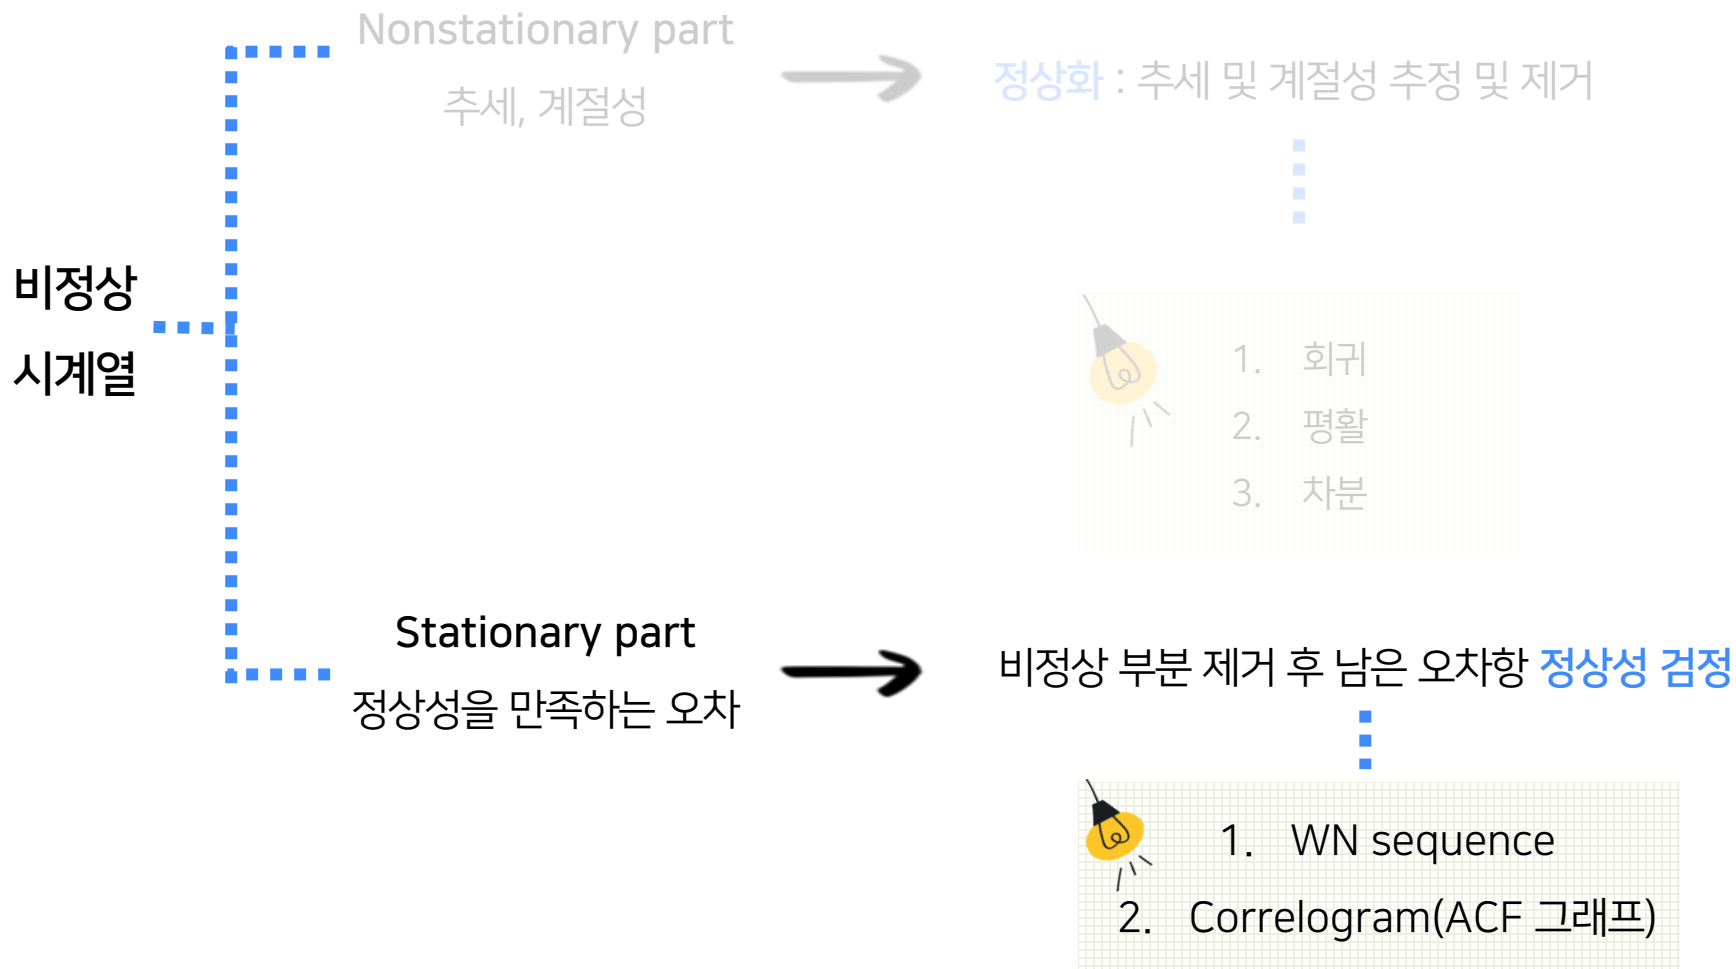 Nonstationary part
추세, 계절성
정상화 : 추세 및 계절성 추정 및 제거
비정상
시계열
1. 회귀
2. 평활
3. 차분
Stationary part
정상성을 만족하는 오차
비정상 부분 제거 후 남은 오차항 정상성 검정
1. WN sequence
2. Correlogram(ACF 그래프)